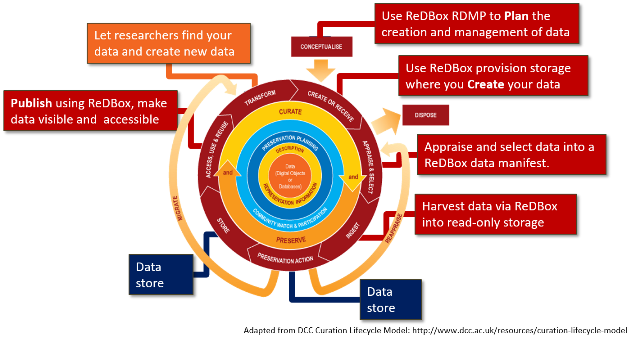 Let researchers find your
data and create new data
CONCEPTUALISE
Use ReDBox RDMP to Plan the
creation and management of data
Use ReDBox provision storage
where you Create your data
Publish using ReDBox, make
data visible and accessible
DISPOSE
Appraise and select data into a
ReDBox data manifest.
Harvest data via ReDBox
into read-only storage
TRANSFORM
CREATE OR RECEIVE
APPRAISE & SELECT
INGEST
PRESERVATION ACTION
STORE
ACCESS, USE & REUSE
CURATE
and
PRESERVE
and
PRESERVATION PLANNING
COMMUNITY WATCH & PARTICIPATION
DESCRIPTION
REPRESENTATION INFORMATION
Data
(Digital Objects
or
Databases)
MIGRATE
REAPPRAISE
Data
store
Data
store
Adapted from DCC Curation Lifecycle Model: http://www.dcc.ac.uk/resources/curation-lifecycle-model